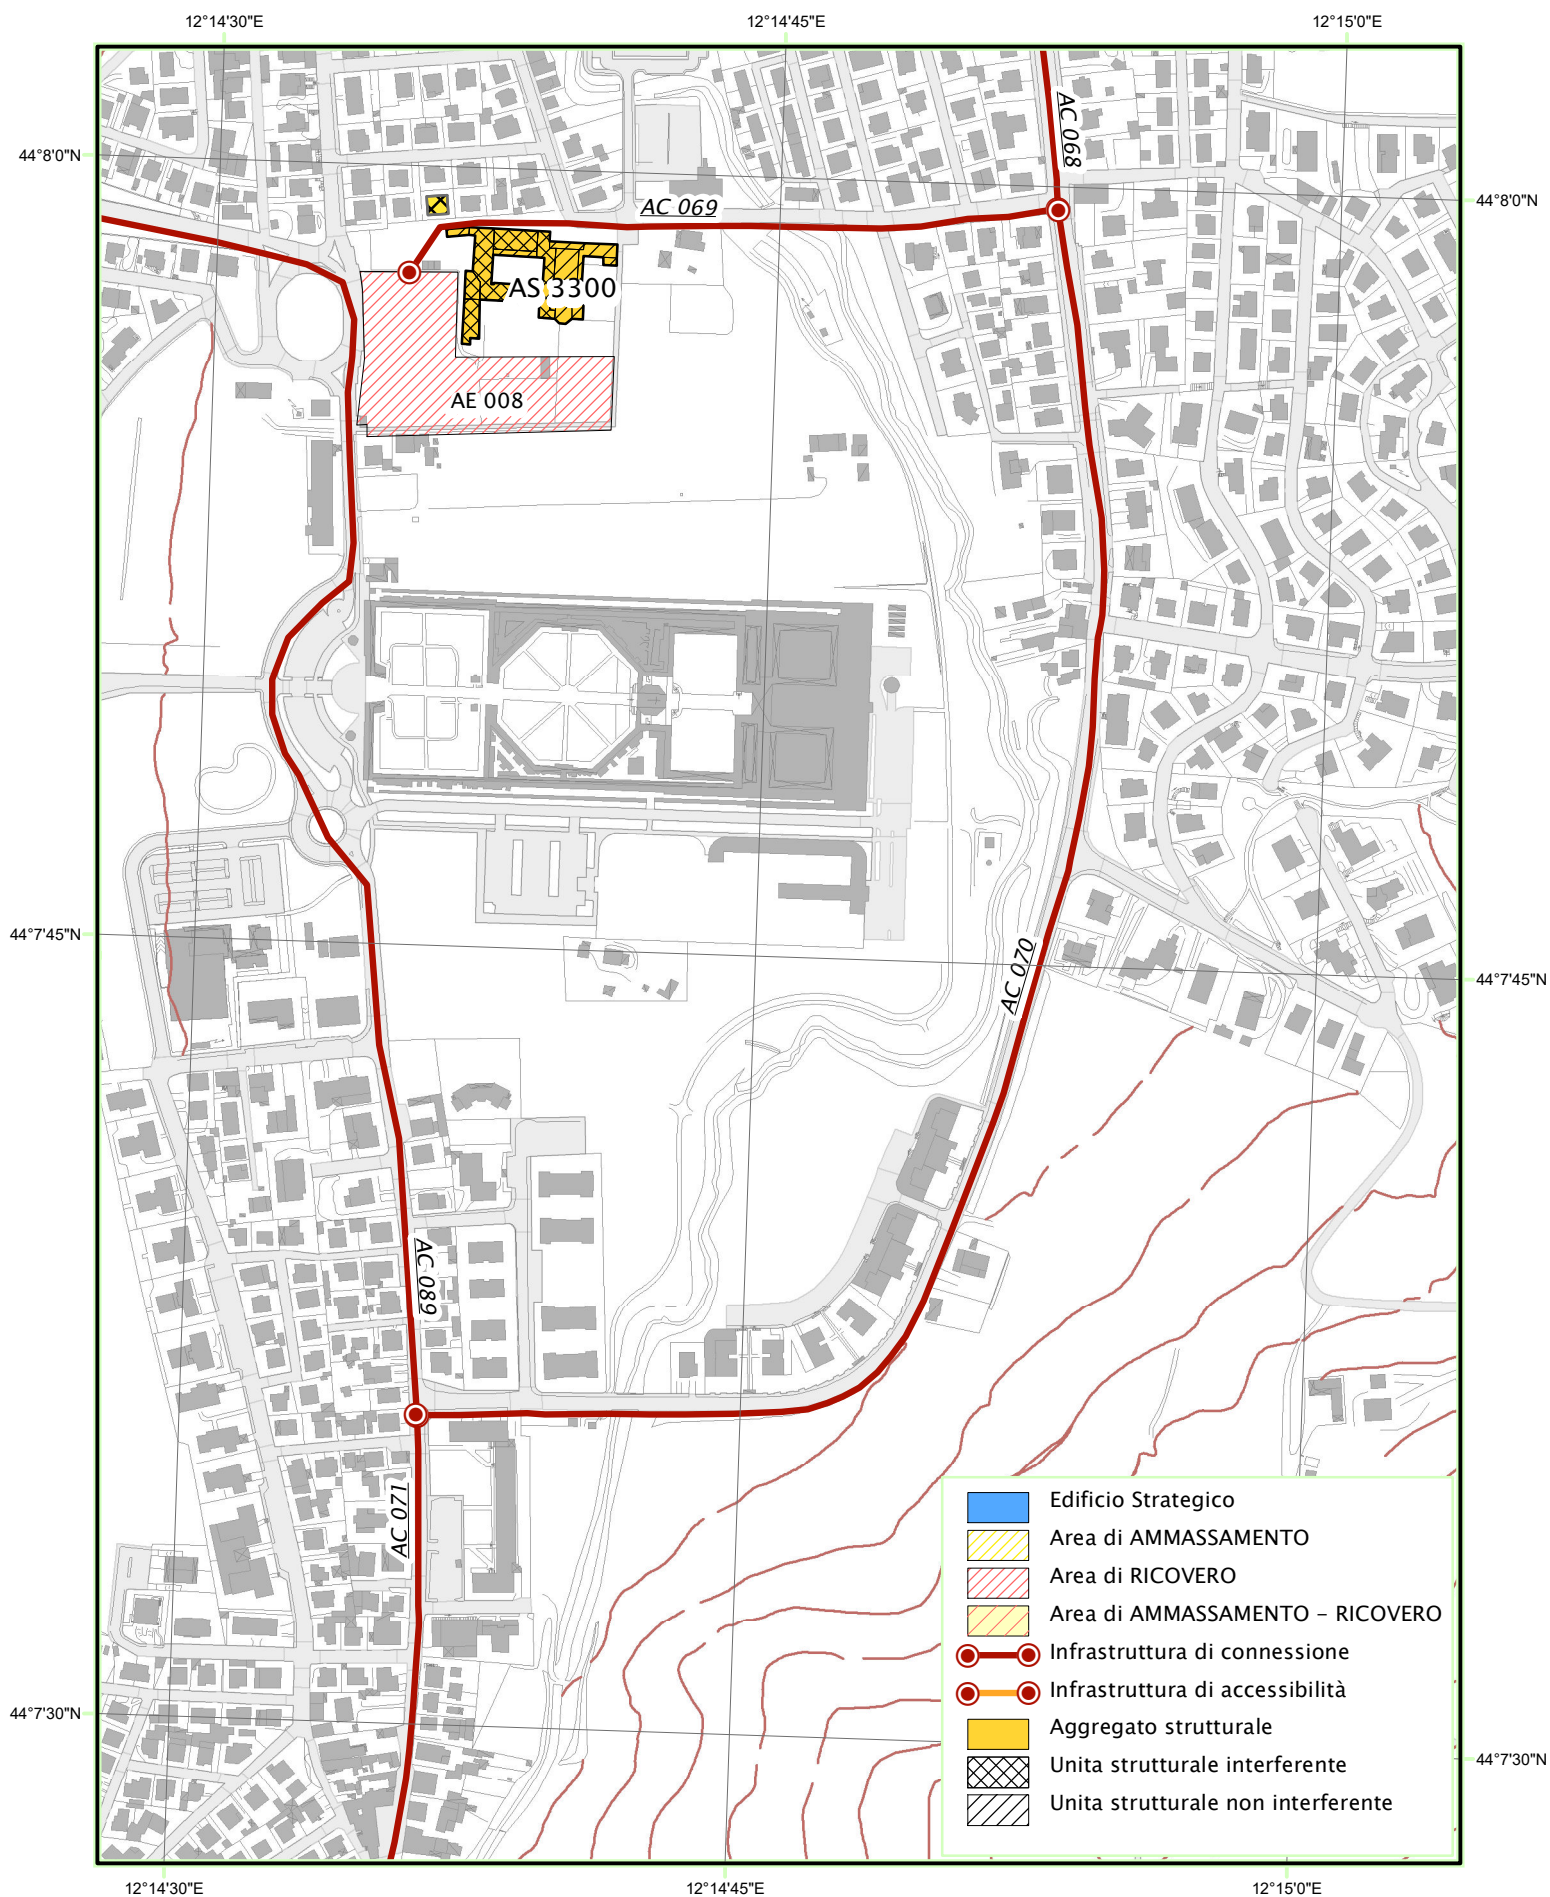 12°14'30"E
12°14'45"E
12°15'0"E
44°8'0"N
44°8'0"N
AC 068
AC 069
AS 3300
AE 008
44°7'45"N
44°7'45"N
AC 070
AC 089
AC 071
Edificio Strategico
Area di AMMASSAMENTO
Area di RICOVERO
Area di AMMASSAMENTO – RICOVERO
Infrastruttura di connessione
Infrastruttura di accessibilità
Aggregato strutturale
Unita strutturale interferente
Unita strutturale non interferente
44°7'30"N
44°7'30"N
12°14'30"E
12°14'45"E
12°15'0"E